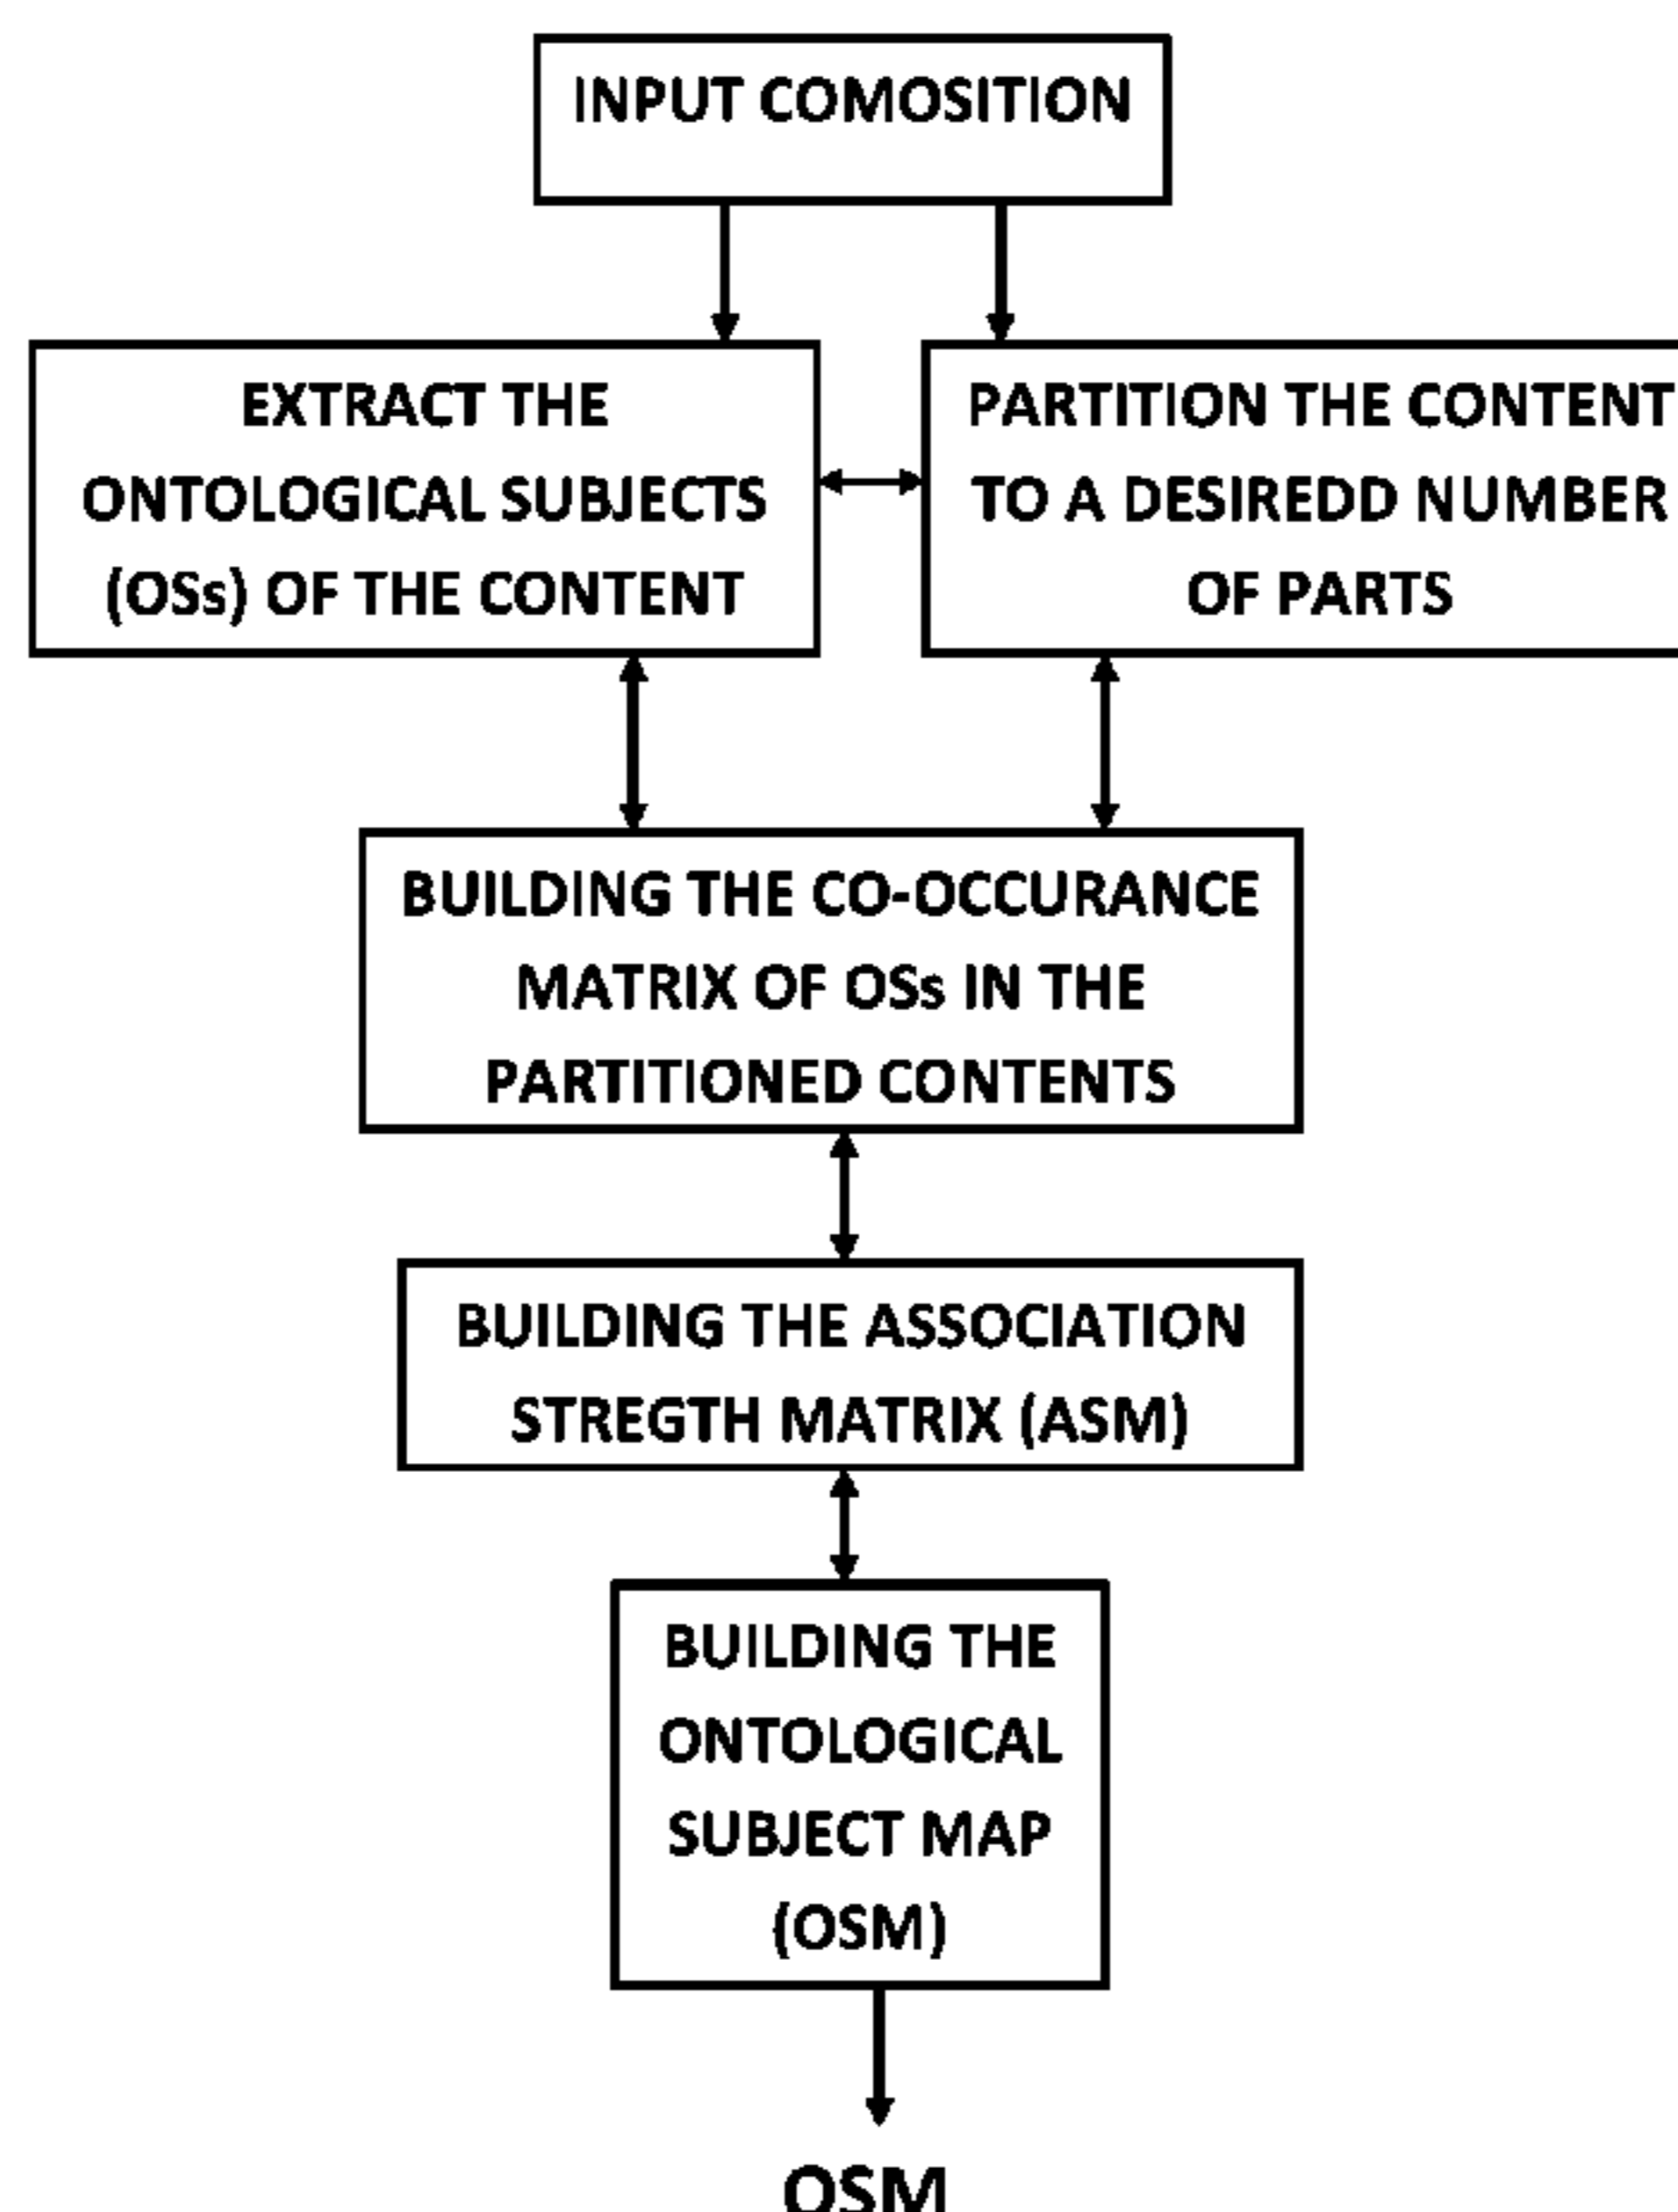 INPUT COMOSITION
EXTRACT THE
ONTOLOGICAL SUBJECTS
(OSs) OF THE CONTENT
PARTITION THE CONTENT
TO A DESIREDD NUMBER
OF PARTS
BUILDING THE CO-OCCURANCE
MATRIX OF OSs IN THE
PARTITIONED CONTENTS
BUILDING THE ASSOCIATION
STREGTH MATRIX (ASM)
BUILDING THE
ONTOLOGICAL
SUBJECT MAP
(OSM)
OSM